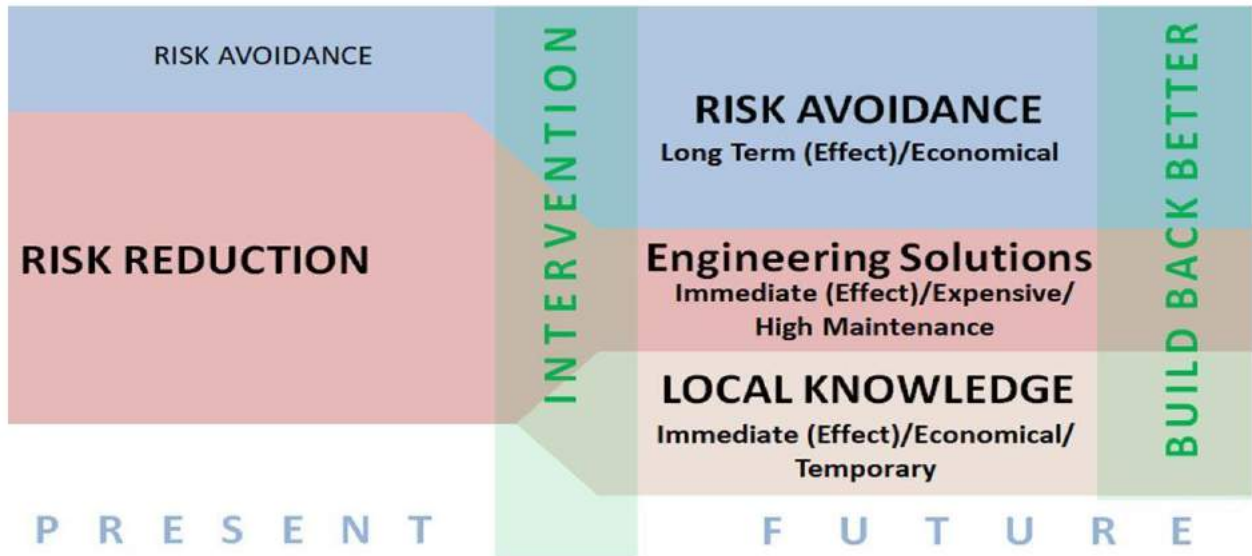 RISK AVOIDANCE
RISK REDUCTION
INTERVENTION
RISK AVOIDANCE
Long Term (Effect)/Economical
Engineering Solutions
Immediate (Effect)/Expensive/
High Maintenance
LOCAL KNOWLEDGE
Immediate (Effect)/Economical/
Temporary
BUILD BACK BETTER
PRESENT
FUTURE